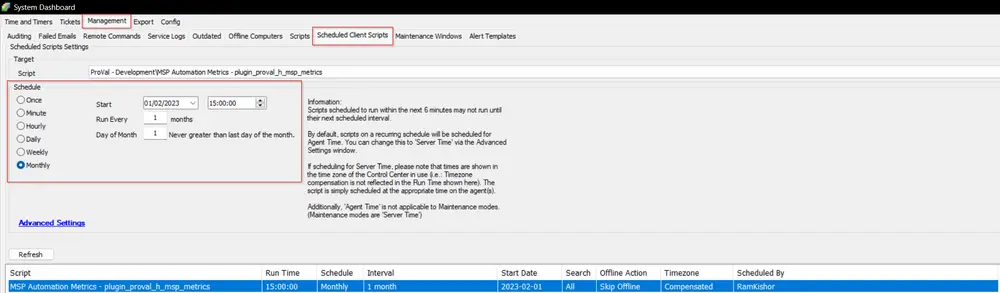 System Dashboard
Time and Timers Tickets Management Export Config
Auditing Failed Emails Remote Commands Service Logs Outdated Offline Computers Scripts Scheduled Client Scripts Maintenance Windows Alert Templates
Scheduled Scripts Settings
Target
Script ProVal - Development\MSP Automation Metrics - plugin_proval_h_msp_metrics
Schedule
Once
Minute
Hourly
Daily
Weekly
Monthly
Start 01/02/2023 15:00:00
Run Every 1 months
Day of Month 1 Never greater than last day of the month.
Information:
Scripts scheduled to run within the next 6 minutes may not run until
their next scheduled interval.
By default, scripts on a recurring schedule will be scheduled for
Agent Time. You can change this to 'Server Time' via the Advanced
Settings window.
If scheduling for Server Time, please note that times are shown in
the time zone of the Control Center in use (i.e.: Timezone
compensation is not reflected in the Run Time shown here). The
script is simply scheduled at the appropriate time on the agent(s).
Additionally, 'Agent Time' is not applicable to Maintenance modes.
(Maintenance modes are 'Server Time')
Advanced Settings
Refresh
Script Run Time Schedule Interval Start Date Search Offline Action Timezone Scheduled By
MSP Automation Metrics - plugin_proval_h_msp_metrics 15:00:00 Monthly 1 month 2023-02-01 All Skip Offline Compensated RamKishor